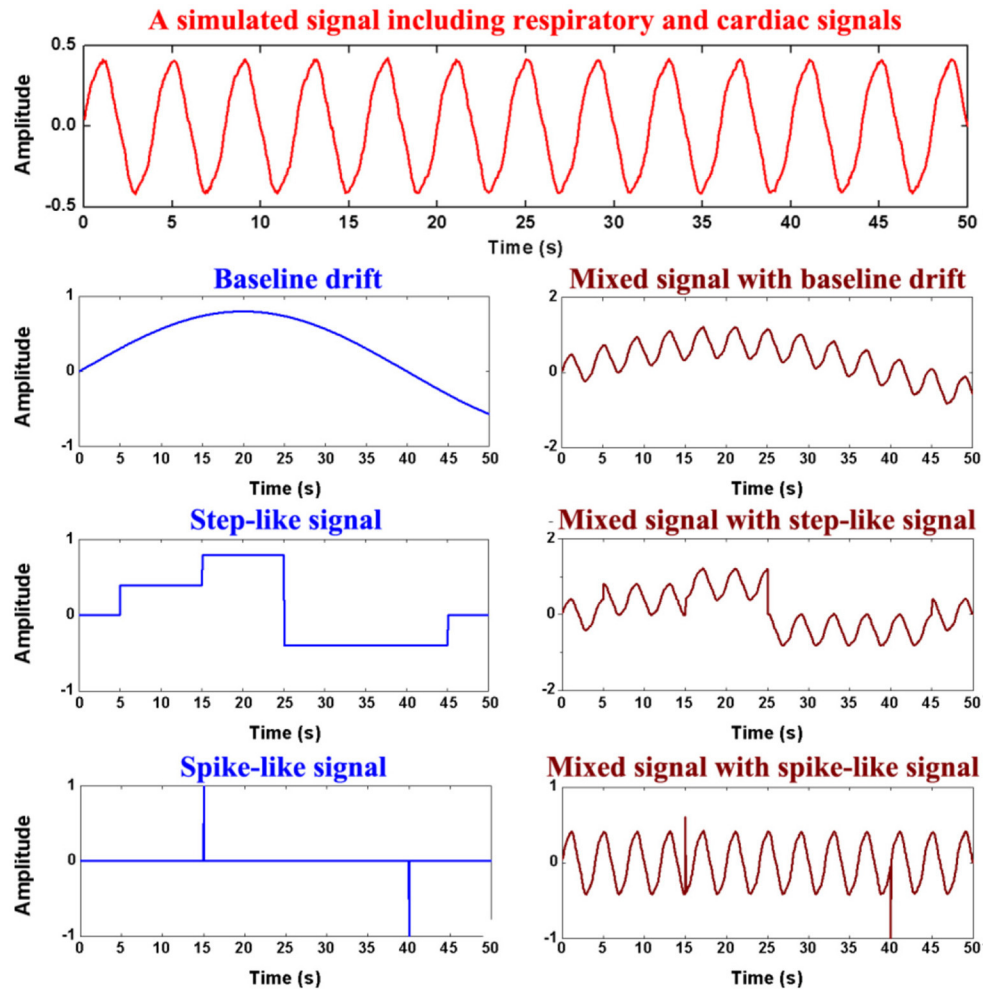 A simulated signal including respiratory and cardiac signals
0.5
0.0
-0.5
Amplitude
0 5 10 15 20 25 30 35 40 45 50
Time (s)
Baseline drift
1
0
-1
Amplitude
0 5 10 15 20 25 30 35 40 45 50
Time (s)
Mixed signal with baseline drift
2
0
-2
0 5 10 15 20 25 30 35 40 45 50
Time (s)
Step-like signal
1
0
-1
Amplitude
0 5 10 15 20 25 30 35 40 45 50
Time (s)
Mixed signal with step-like signal
2
0
-2
0 5 10 15 20 25 30 35 40 45 50
Time (s)
Spike-like signal
1
0
-1
Amplitude
0 5 10 15 20 25 30 35 40 45 50
Time (s)
Mixed signal with spike-like signal
1
0
-1
0 5 10 15 20 25 30 35 40 45 50
Time (s)